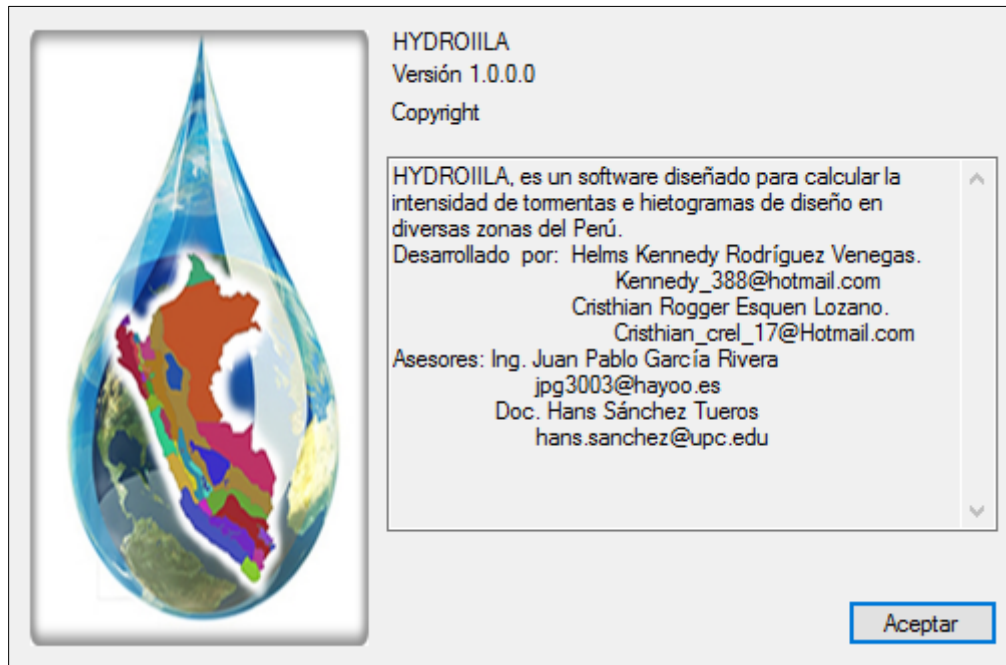 HYDROIILA
Versión 1.0.0.0
Copyright
HYDROIILA, es un software diseñado para calcular la
intensidad de tormentas e hietogramas de diseño en
diversas zonas del Perú.
Desarrollado por: Helms Kennedy Rodríguez Venegas.
Kennedy_388@hotmail.com
Cristhian Rogger Esquen Lozano.
Cristhian_crel_17@Hotmail.com
Asesores: Ing. Juan Pablo García Rivera
jpg3003@hayoo.es
Doc. Hans Sánchez Tueros
hans.sanchez@upc.edu
Aceptar